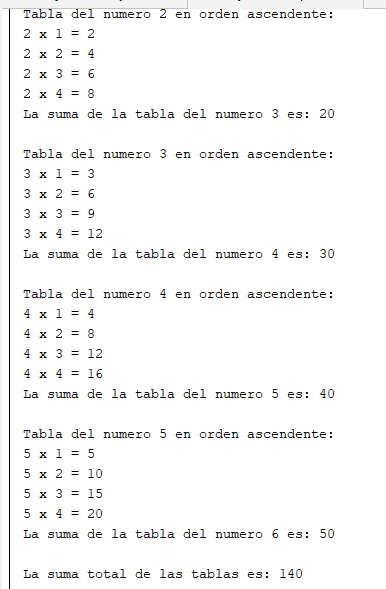 Tabla del numero 2 en orden ascendente:
2 x 1 = 2
2 x 2 = 4
2 x 3 = 6
2 x 4 = 8
La suma de la tabla del numero 3 es: 20

Tabla del numero 3 en orden ascendente:
3 x 1 = 3
3 x 2 = 6
3 x 3 = 9
3 x 4 = 12
La suma de la tabla del numero 4 es: 30

Tabla del numero 4 en orden ascendente:
4 x 1 = 4
4 x 2 = 8
4 x 3 = 12
4 x 4 = 16
La suma de la tabla del numero 5 es: 40

Tabla del numero 5 en orden ascendente:
5 x 1 = 5
5 x 2 = 10
5 x 3 = 15
5 x 4 = 20
La suma de la tabla del numero 6 es: 50

La suma total de las tablas es: 140